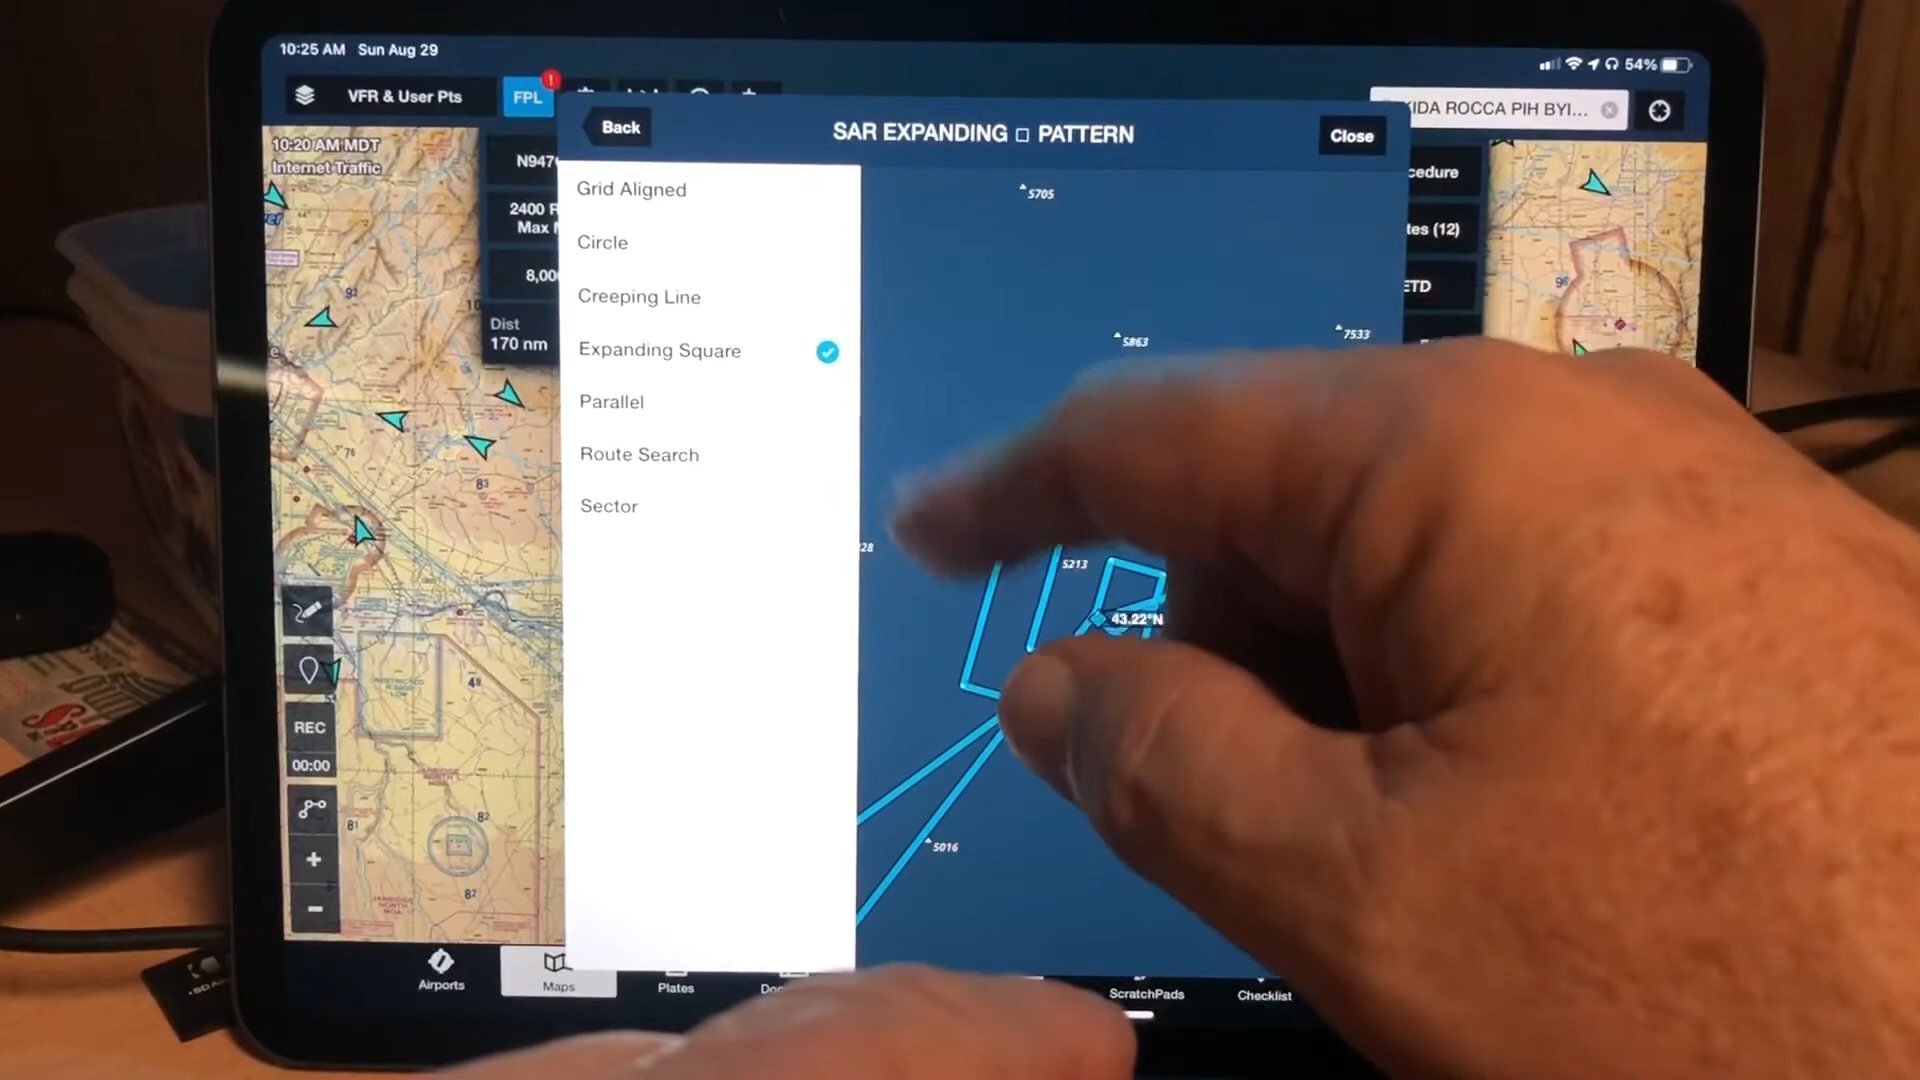 10:25 AM Sun Aug 29
54%
VFR & User Pts
FPL
!
KIDA ROCCA PIH BYI...
10:20 AM MDT
Internet Traffic
Back
SAR EXPANDING □ PATTERN
Close
N947
2400
Max
8,00
Dist
170 nm
Grid Aligned
Circle
Creeping Line
Expanding Square
Parallel
Route Search
Sector
5705
5863
7533
5213
43.22°N
28
5016
cedure
tes (12)
ETD
REC
00:00
+
−
Airports
Maps
Plates
Doc
ScratchPads
Checklist